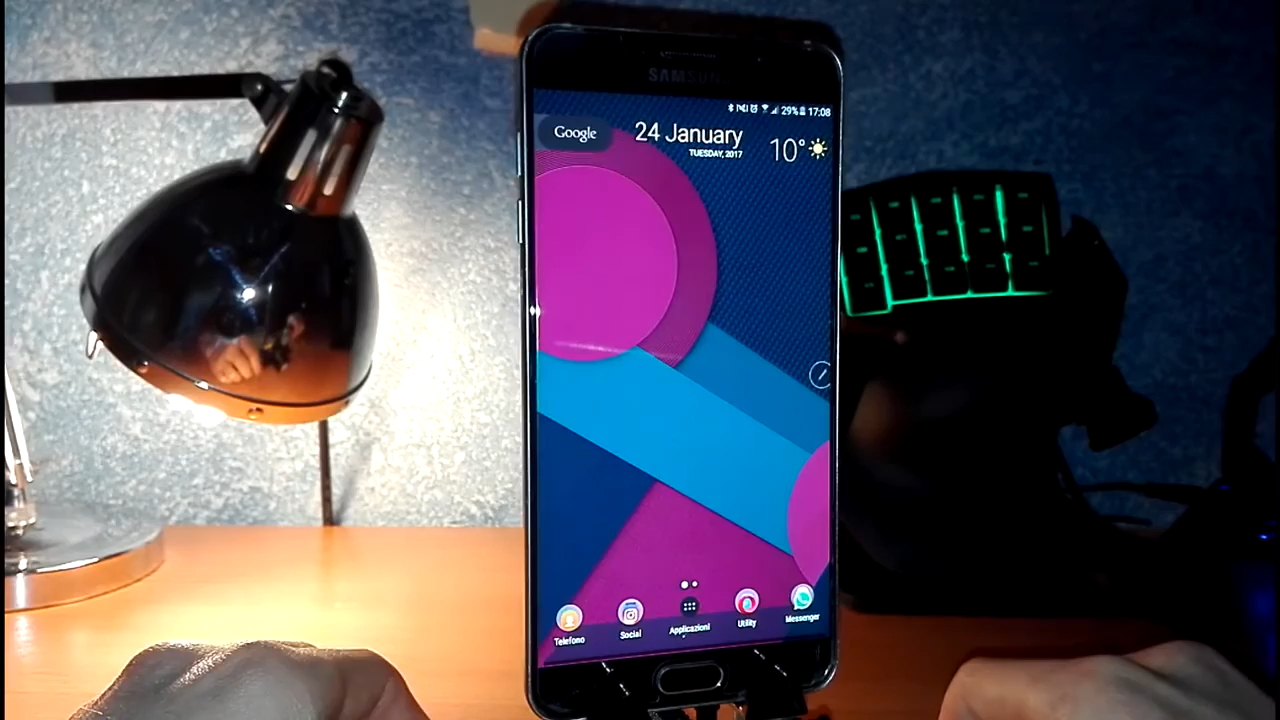 SAMSUNG
29% 17:08
Google
24 January
TUESDAY, 2017
10°
Telefono
Social
Applicazioni
Utility
Messenger